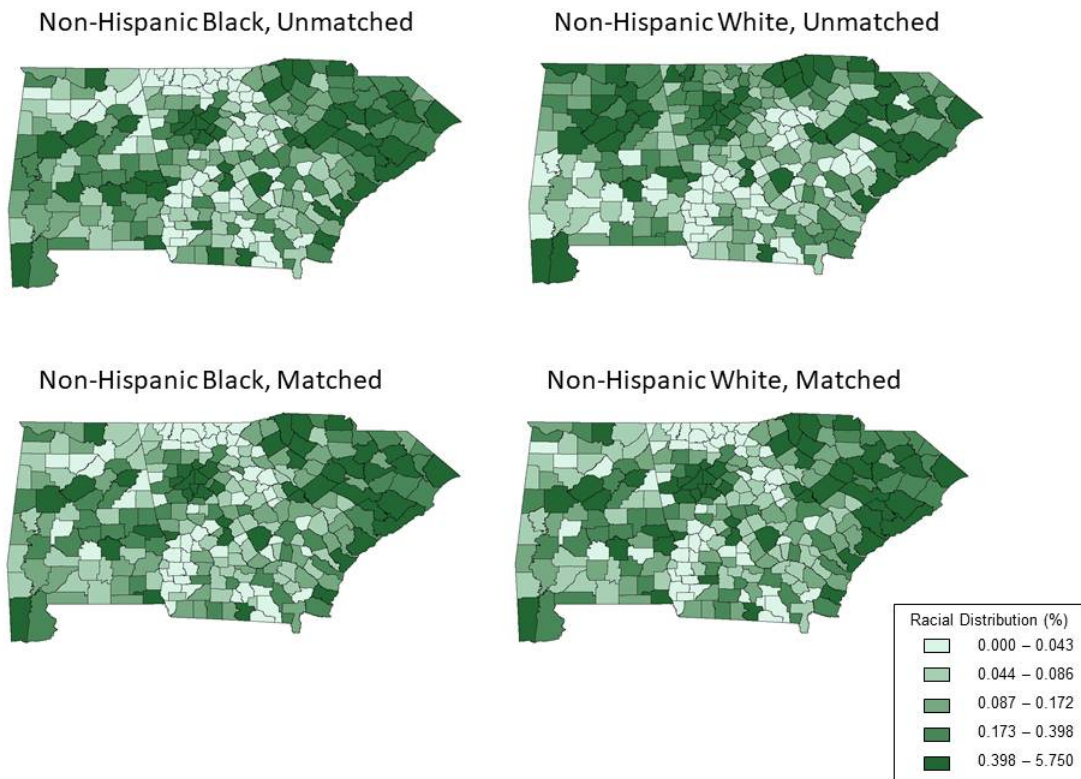 Non-Hispanic Black, Unmatched
Non-Hispanic White, Unmatched
Non-Hispanic Black, Matched
Non-Hispanic White, Matched
Racial Distribution (%)
0.000 – 0.043
0.044 – 0.086
0.087 – 0.172
0.173 – 0.398
0.398 – 5.750